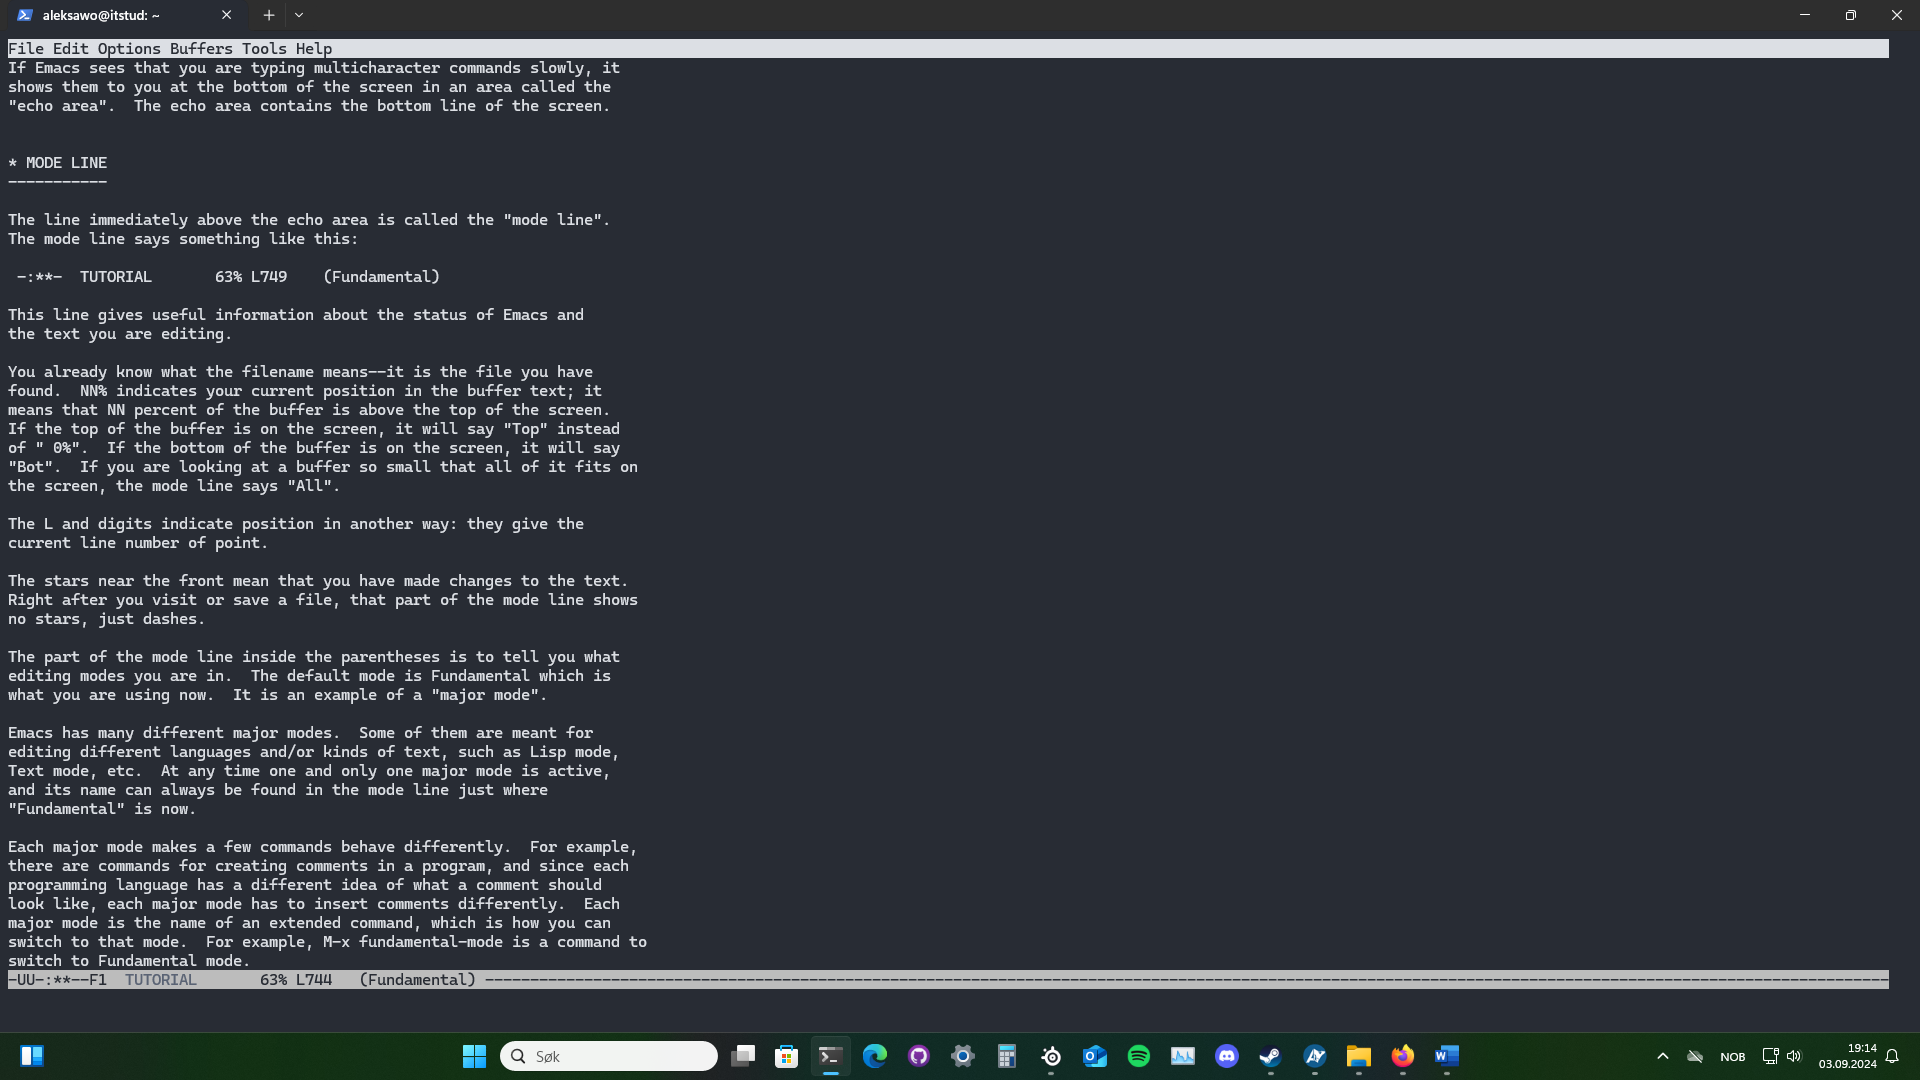 aleksawo@itstud: ~
File Edit Options Buffers Tools Help
If Emacs sees that you are typing multicharacter commands slowly, it
shows them to you at the bottom of the screen in an area called the
"echo area".  The echo area contains the bottom line of the screen.
* MODE LINE
-----------
The line immediately above the echo area is called the "mode line".
The mode line says something like this:
 -:**-  TUTORIAL       63% L749    (Fundamental)
This line gives useful information about the status of Emacs and
the text you are editing.
You already know what the filename means--it is the file you have
found.  NN% indicates your current position in the buffer text; it
means that NN percent of the buffer is above the top of the screen.
If the top of the buffer is on the screen, it will say "Top" instead
of " 0%".  If the bottom of the buffer is on the screen, it will say
"Bot".  If you are looking at a buffer so small that all of it fits on
the screen, the mode line says "All".
The L and digits indicate position in another way: they give the
current line number of point.
The stars near the front mean that you have made changes to the text.
Right after you visit or save a file, that part of the mode line shows
no stars, just dashes.
The part of the mode line inside the parentheses is to tell you what
editing modes you are in.  The default mode is Fundamental which is
what you are using now.  It is an example of a "major mode".
Emacs has many different major modes.  Some of them are meant for
editing different languages and/or kinds of text, such as Lisp mode,
Text mode, etc.  At any time one and only one major mode is active,
and its name can always be found in the mode line just where
"Fundamental" is now.
Each major mode makes a few commands behave differently.  For example,
there are commands for creating comments in a program, and since each
programming language has a different idea of what a comment should
look like, each major mode has to insert comments differently.  Each
major mode is the name of an extended command, which is how you can
switch to that mode.  For example, M-x fundamental-mode is a command to
switch to Fundamental mode.
-UU-:**--F1  TUTORIAL       63% L744   (Fundamental) ------------------------------------------------------------
Søk
NOB
19:14
03.09.2024